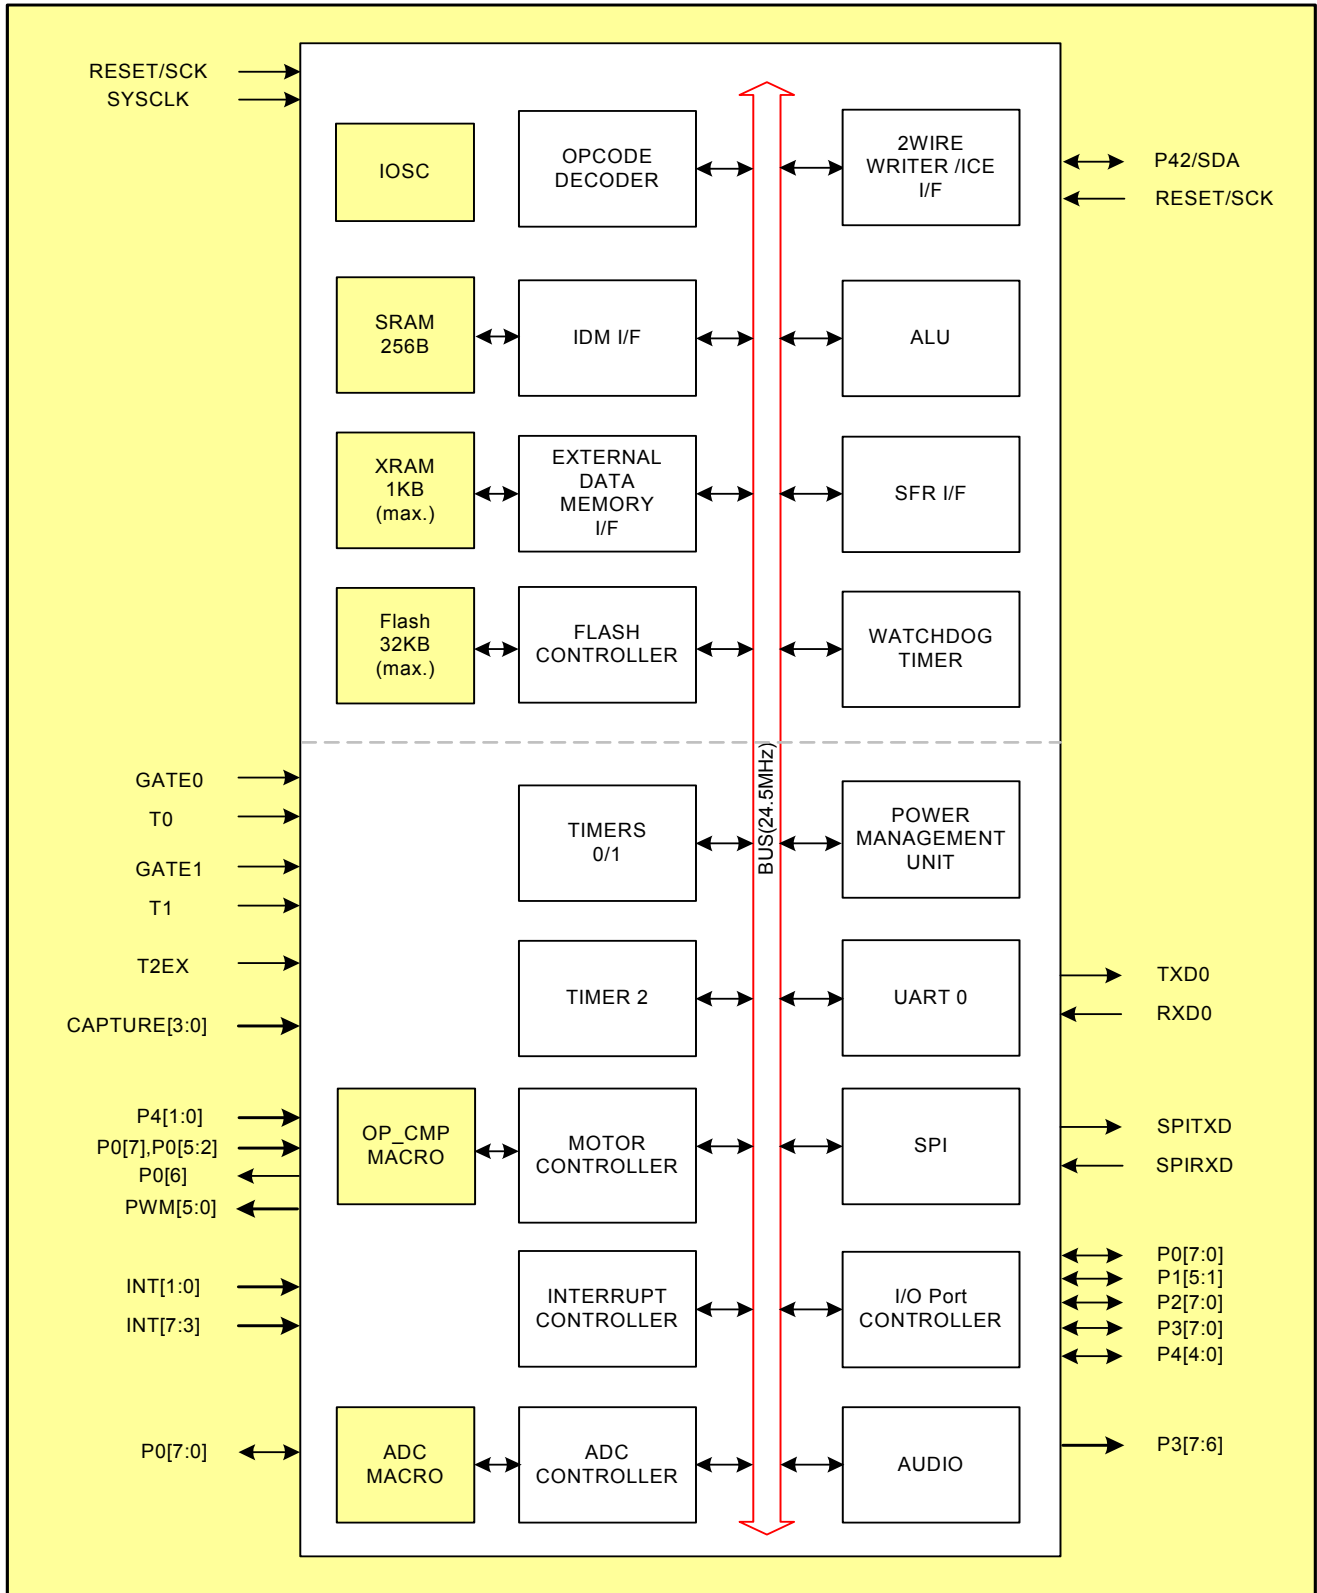 RESET/SCK
SYSCLK
IOSC
OPCODE
DECODER
2WIRE
WRITER /ICE
I/F
P42/SDA
RESET/SCK
SRAM
256B
IDM I/F
ALU
XRAM
1KB
(max.)
EXTERNAL
DATA
MEMORY
I/F
SFR I/F
Flash
32KB
(max.)
FLASH
CONTROLLER
WATCHDOG
TIMER
BUS(24.5MHz)
GATE0
T0
GATE1
T1
TIMERS
0/1
POWER
MANAGEMENT
UNIT
T2EX
CAPTURE[3:0]
TIMER 2
UART 0
TXD0
RXD0
P4[1:0]
P0[7],P0[5:2]
P0[6]
PWM[5:0]
OP_CMP
MACRO
MOTOR
CONTROLLER
SPI
SPITXD
SPIRXD
INT[1:0]
INT[7:3]
INTERRUPT
CONTROLLER
I/O Port
CONTROLLER
P0[7:0]
P1[5:1]
P2[7:0]
P3[7:0]
P4[4:0]
P0[7:0]
ADC
MACRO
ADC
CONTROLLER
AUDIO
P3[7:6]